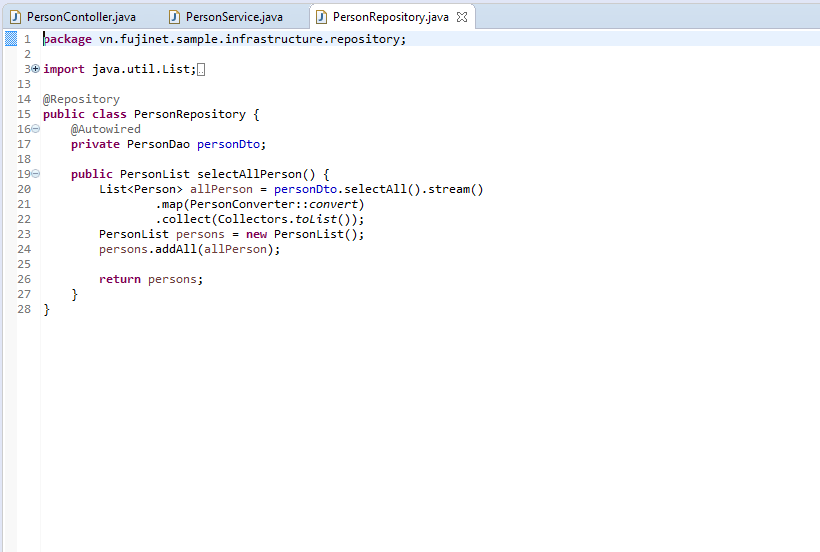 PersonContoller.java PersonService.java PersonRepository.java
1 package vn.fujinet.sample.infrastructure.repository;
2
3 import java.util.List;
13
14 @Repository
15 public class PersonRepository {
16 @Autowired
17 private PersonDao personDto;
18
19 public PersonList selectAllPerson() {
20 List<Person> allPerson = personDto.selectAll().stream()
21 .map(PersonConverter::convert)
22 .collect(Collectors.toList());
23 PersonList persons = new PersonList();
24 persons.addAll(allPerson);
25
26 return persons;
27 }
28 }